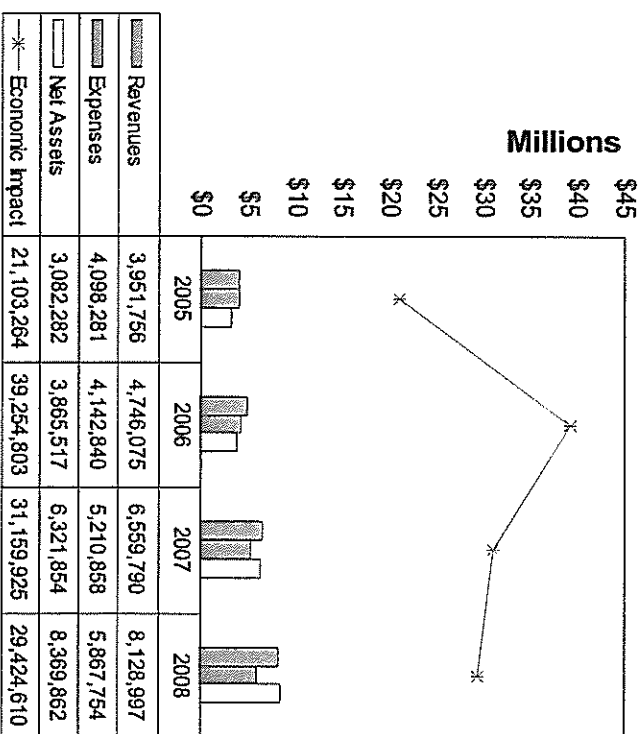 Millions
$45
$40
$35
$30
$25
$20
$15
$10
$5
$0
2005 2006 2007 2008
Revenues 3,951,756 4,746,075 6,559,790 8,128,997
Expenses 4,098,281 4,142,840 5,210,858 5,867,754
Net Assets 3,082,282 3,865,517 6,321,854 8,369,862
Economic Impact 21,103,264 39,254,803 31,159,925 29,424,610